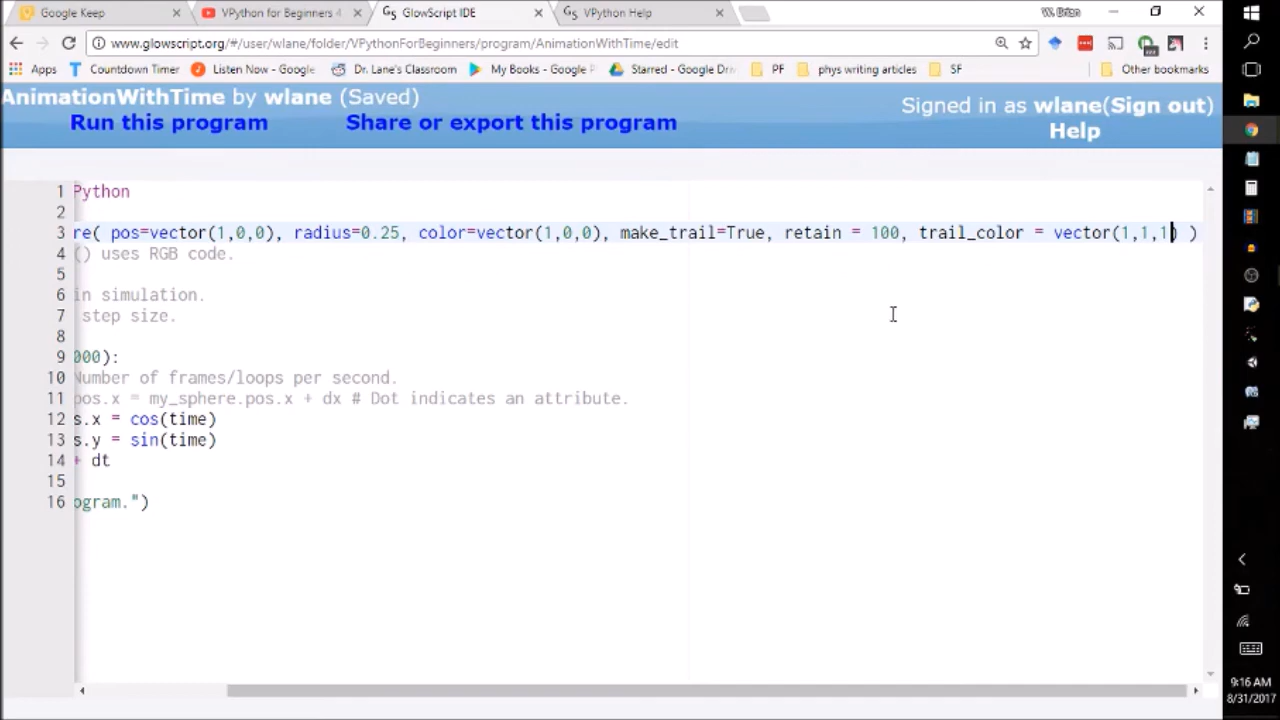 Google Keep
VPython for Beginners 4
GlowScript IDE
VPython Help
W. Brian
www.glowscript.org/#/user/wlane/folder/VPythonForBeginners/program/AnimationWithTime/edit
Apps
Countdown Timer
Listen Now - Google
Dr. Lane's Classroom
My Books - Google P
Starred - Google Dri
PF
phys writing articles
SF
Other bookmarks
AnimationWithTime by wlane (Saved)
Signed in as wlane(Sign out)
Run this program
Share or export this program
Help
1 Python
2
3 re( pos=vector(1,0,0), radius=0.25, color=vector(1,0,0), make_trail=True, retain = 100, trail_color = vector(1,1,1) )
4 () uses RGB code.
5
6 in simulation.
7 step size.
8
9 000):
10 Number of frames/loops per second.
11 pos.x = my_sphere.pos.x + dx # Dot indicates an attribute.
12 s.x = cos(time)
13 s.y = sin(time)
14 + dt
15
16 ogram.")
9:16 AM
8/31/2017